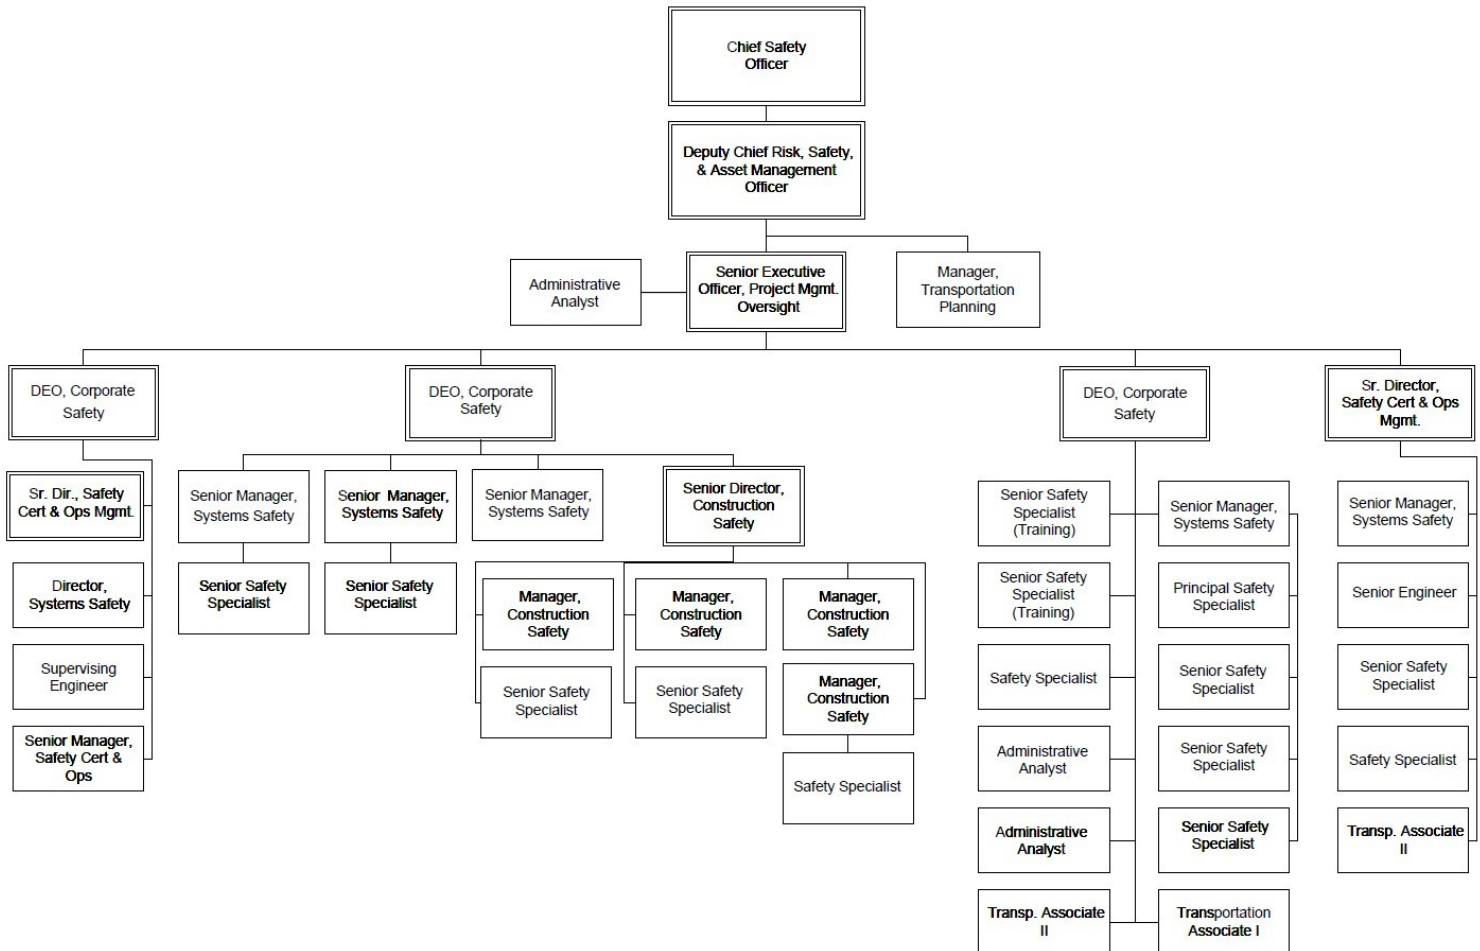 Chief Safety
Officer
Deputy Chief Risk, Safety,
& Asset Management
Officer
Administrative
Analyst
Senior Executive
Officer, Project Mgmt.
Oversight
Manager,
Transportation
Planning
DEO, Corporate
Safety
DEO, Corporate
Safety
DEO, Corporate
Safety
Sr. Director,
Safety Cert & Ops
Mgmt.
Sr. Dir., Safety
Cert & Ops Mgmt.
Director,
Systems Safety
Supervising
Engineer
Senior Manager,
Safety Cert &
Ops
Senior Manager,
Systems Safety
Senior Manager,
Systems Safety
Senior Manager,
Systems Safety
Senior Director,
Construction
Safety
Senior Safety
Specialist
Senior Safety
Specialist
Manager,
Construction
Safety
Manager,
Construction
Safety
Manager,
Construction
Safety
Senior Safety
Specialist
Senior Safety
Specialist
Manager,
Construction
Safety
Safety Specialist
Senior Safety
Specialist
(Training)
Senior Safety
Specialist
(Training)
Safety Specialist
Administrative
Analyst
Administrative
Analyst
Transp. Associate
II
Senior Manager,
Systems Safety
Principal Safety
Specialist
Senior Safety
Specialist
Senior Safety
Specialist
Senior Safety
Specialist
Transportation
Associate I
Senior Manager,
Systems Safety
Senior Engineer
Senior Safety
Specialist
Safety Specialist
Transp. Associate
II